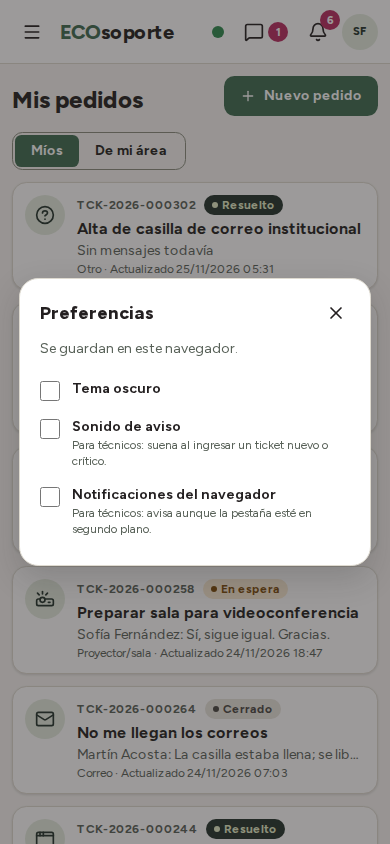 ECOsoporte
1
6
SF
Mis pedidos
Nuevo pedido
Míos
De mi área
TCK-2026-000302
Resuelto
Alta de casilla de correo institucional
Sin mensajes todavía
Otro · Actualizado 25/11/2026 05:31
Preferencias
Se guardan en este navegador.
Tema oscuro
Sonido de aviso
Para técnicos: suena al ingresar un ticket nuevo o
crítico.
Notificaciones del navegador
Para técnicos: avisa aunque la pestaña esté en
segundo plano.
TCK-2026-000258
En espera
Preparar sala para videoconferencia
Sofía Fernández: Sí, sigue igual. Gracias.
Proyector/sala · Actualizado 24/11/2026 18:47
TCK-2026-000264
Cerrado
No me llegan los correos
Martín Acosta: La casilla estaba llena; se lib...
Correo · Actualizado 24/11/2026 07:03
TCK-2026-000244
Resuelto